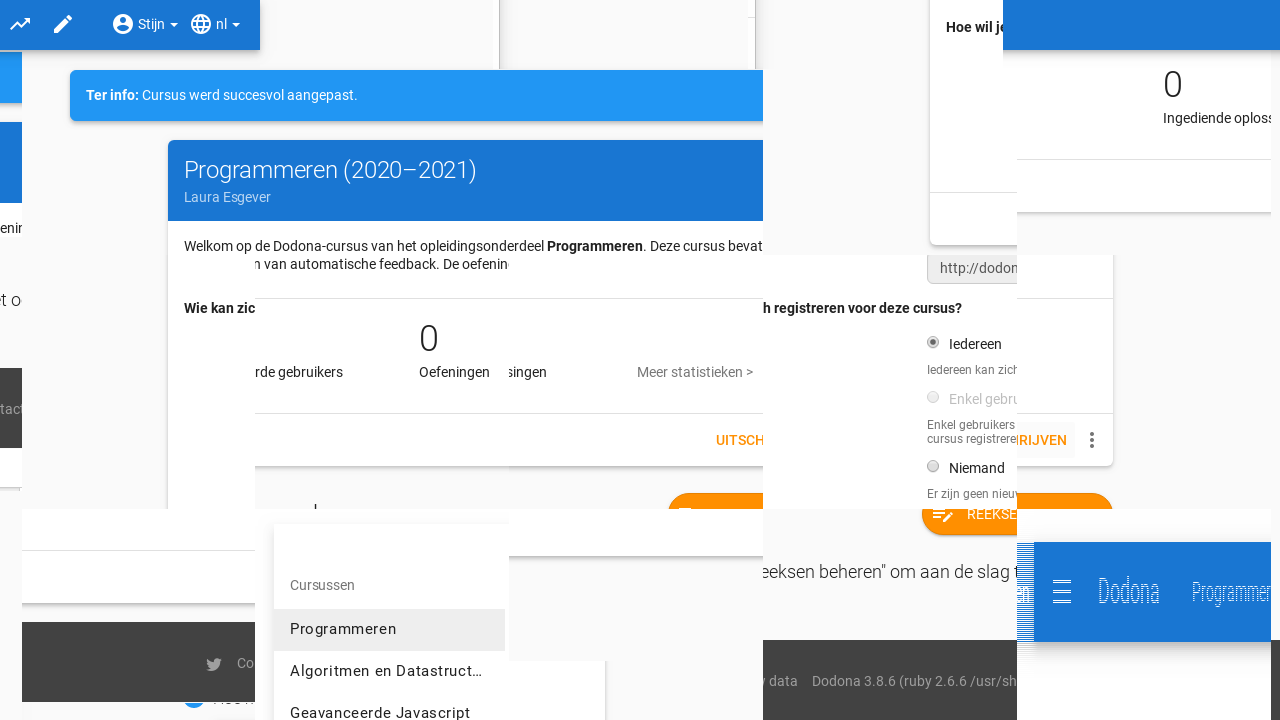 Stijn nl
Hoe wil je
Ter info: Cursus werd succesvol aangepast.
0
Ingediende oploss
Programmeren (2020–2021)
Laura Esgever
Welkom op de Dodona-cursus van het opleidingsonderdeel Programmeren. Deze cursus bevat
van automatische feedback. De oefening
http://dodon
Wie kan zic
h registreren voor deze cursus?
0
rde gebruikers
Oefeningen
singen
Meer statistieken >
Iedereen
Iedereen kan zich
Enkel gebru
Enkel gebruikers
cursus registrere
UITSCH
RIJVEN
Niemand
Er zijn geen nieuw
REEKSE
eeksen beheren" om aan de slag t
Cursussen
Programmeren
Algoritmen en Datastruct…
Geavanceerde Javascript
Dodona
Programmeren
Co
data
Dodona 3.8.6 (ruby 2.6.6 /usr/sh
tact